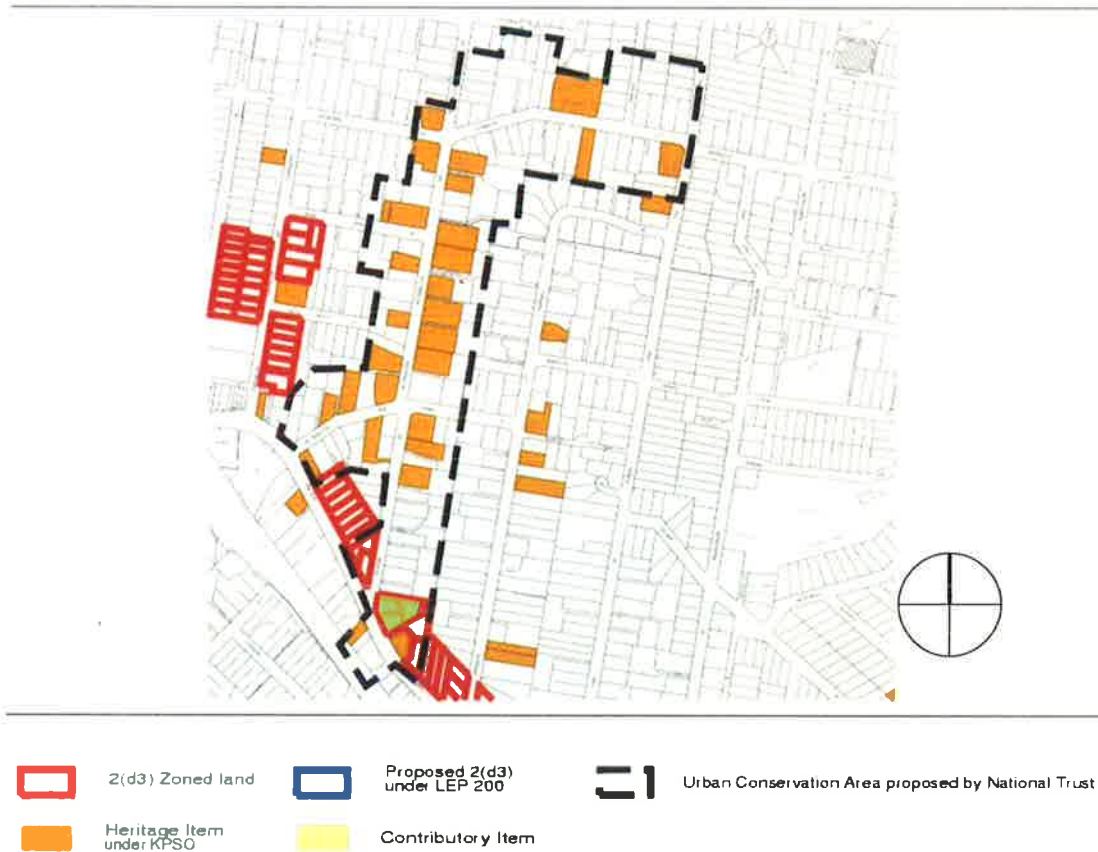 2(d3) Zoned land
Proposed 2(d3)
under LEP 200
Urban Conservation Area proposed by National Trust
Heritage Item
under KPSO
Contributory Item